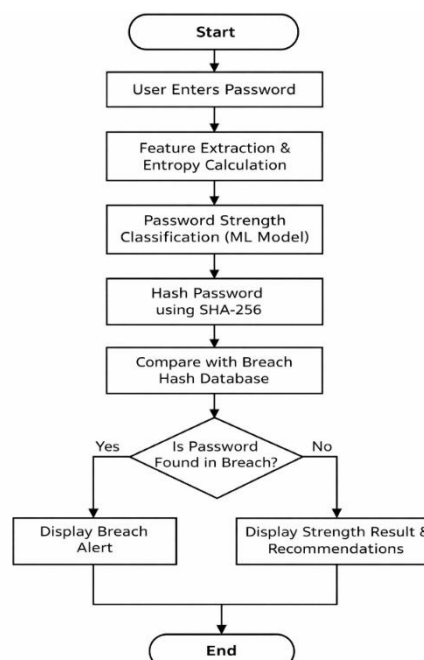 Start
User Enters Password
Feature Extraction &
Entropy Calculation
Password Strength
Classification (ML Model)
Hash Password
using SHA-256
Compare with Breach
Hash Database
Yes
Is Password
Found in Breach?
No
Display Breach
Alert
Display Strength Result &
Recommendations
End